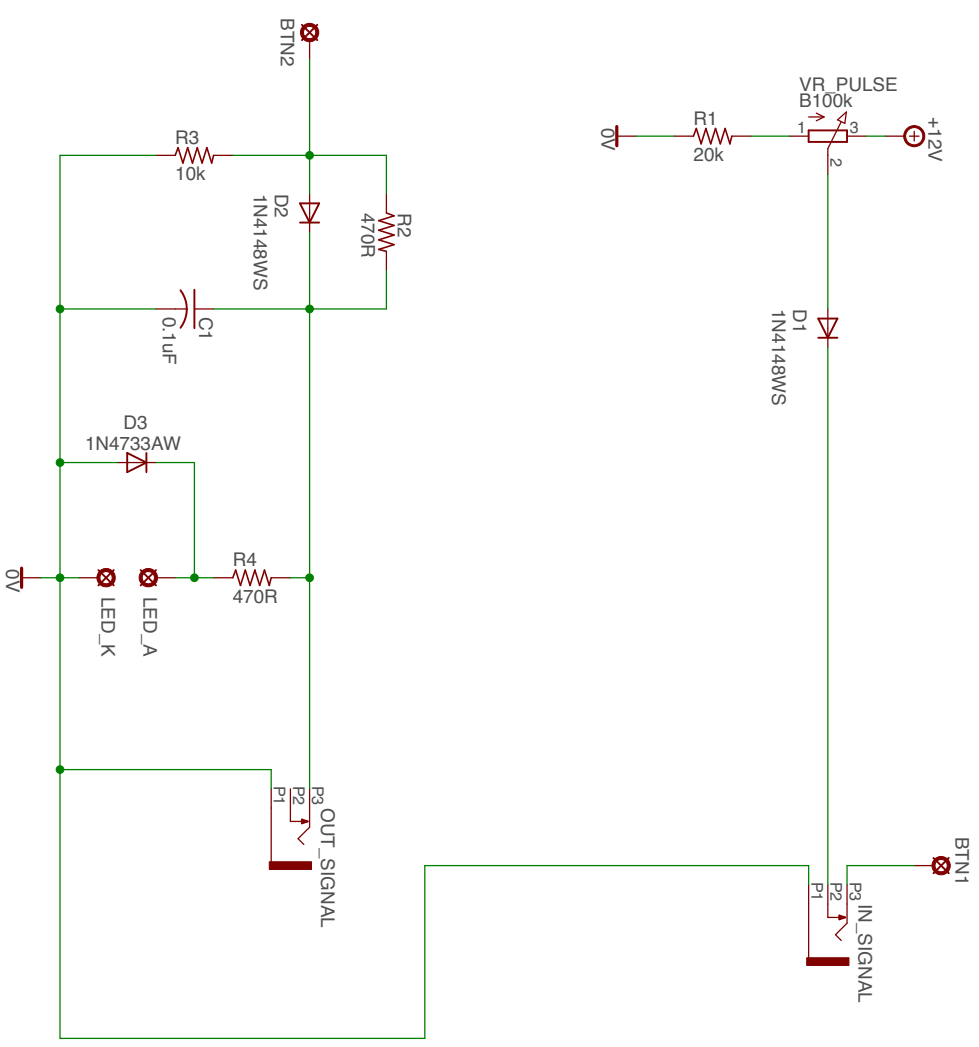 BTN2
VR_PULSE
B100k
1
3
2
+12V
R1
20k
0V
R3
10k
D2
1N4148WS
R2
470R
C1
0.1uF
D1
1N4148WS
D3
1N4733AW
R4
470R
0V
LED_K
LED_A
P1
P2
P3
OUT_SIGNAL
BTN1
P1
P2
P3
IN_SIGNAL